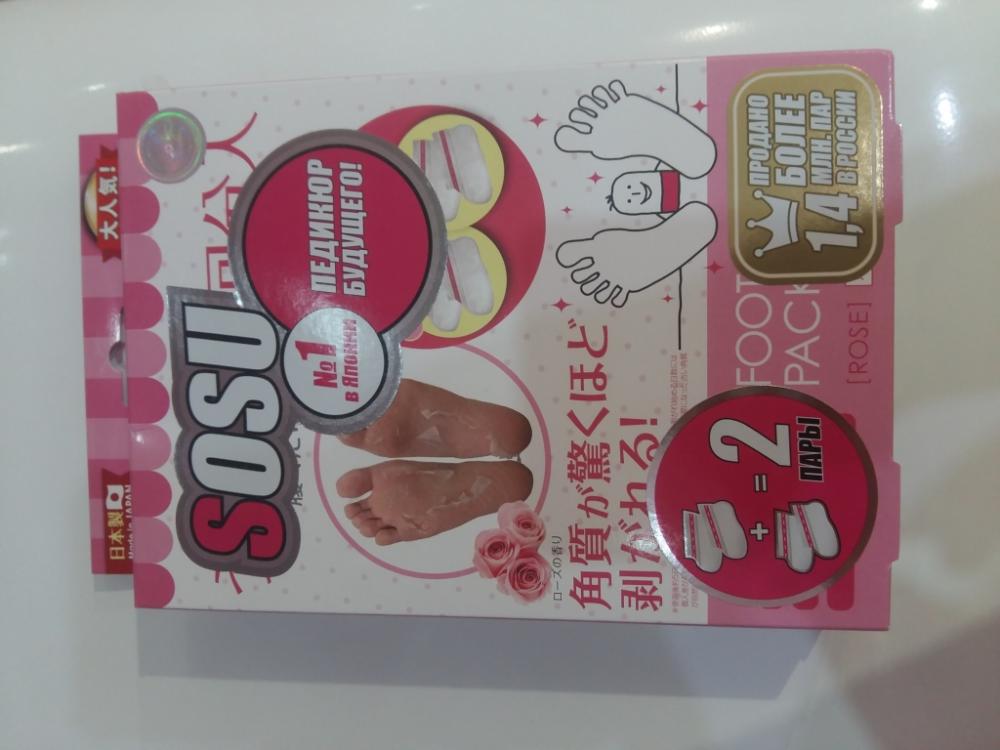 大人気!
日本製
Made in JAPAN
SOSU
№1
в Японии
ПЕДИКЮР
БУДУЩЕГО!
ローズの香り
角質が驚くほど
剥がれる!
FOOT
PACK
[ROSE]
ПРОДАНО
БОЛЕЕ
1,4 МЛН. ПАР
В РОССИИ
+ = 2
ПАРЫ